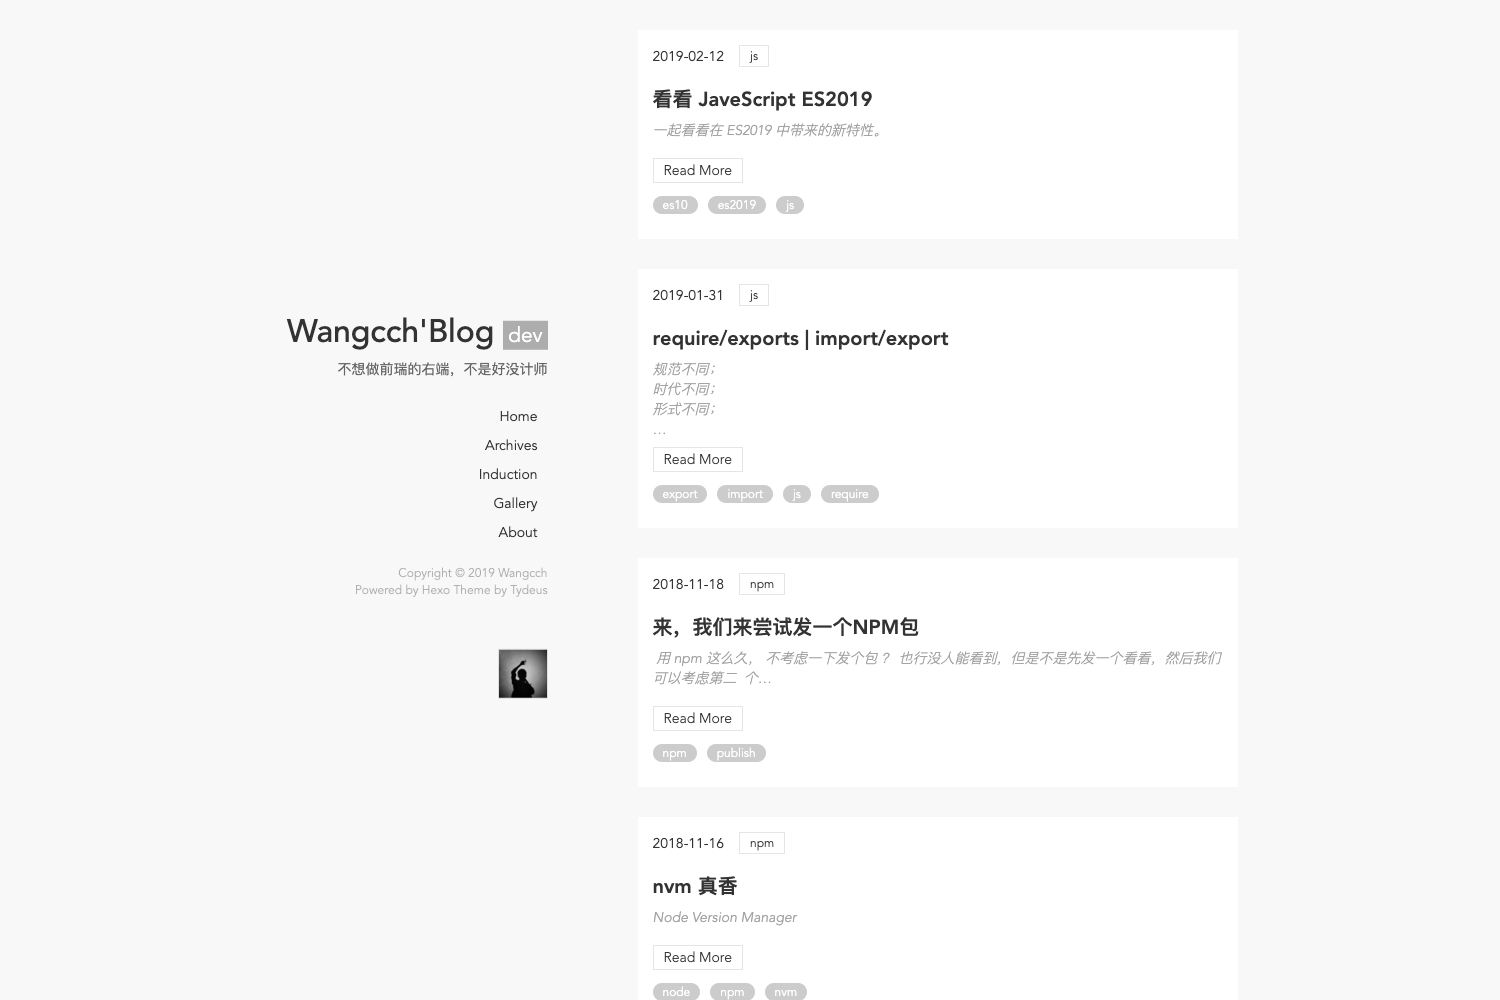 Wangcch'Blog dev
不想做前瑞的右端，不是好没计师
Home
Archives
Induction
Gallery
About
Copyright © 2019 Wangcch
Powered by Hexo Theme by Tydeus
2019-02-12 js
看看 JaveScript ES2019
一起看看在 ES2019 中带来的新特性。
Read More
es10 es2019 js
2019-01-31 js
require/exports | import/export
规范不同；
时代不同；
形式不同；
…
Read More
export import js require
2018-11-18 npm
来，我们来尝试发一个NPM包
用 npm 这么久， 不考虑一下发个包？ 也行没人能看到，但是不是先发一个看看，然后我们
可以考虑第二 个…
Read More
npm publish
2018-11-16 npm
nvm 真香
Node Version Manager
Read More
node npm nvm